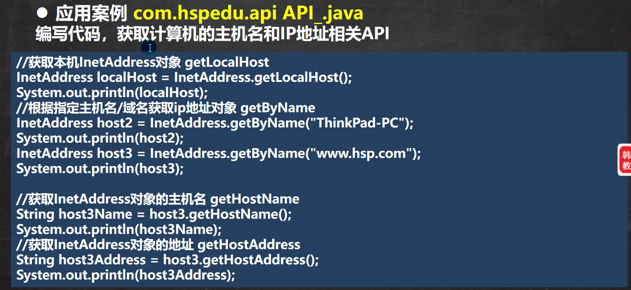 ● 应用案例 com.hspedu.api API_.java
编写代码，获取计算机的主机名和IP地址相关API
//获取本机InetAddress对象 getLocalHost
InetAddress localHost = InetAddress.getLocalHost();
System.out.println(localHost);
//根据指定主机名/域名获取ip地址对象 getByName
InetAddress host2 = InetAddress.getByName("ThinkPad-PC");
System.out.println(host2);
InetAddress host3 = InetAddress.getByName("www.hsp.com");
System.out.println(host3);
//获取InetAddress对象的主机名 getHostName
String host3Name = host3.getHostName();
System.out.println(host3Name);
//获取InetAddress对象的地址 getHostAddress
String host3Address = host3.getHostAddress();
System.out.println(host3Address);
韩
教